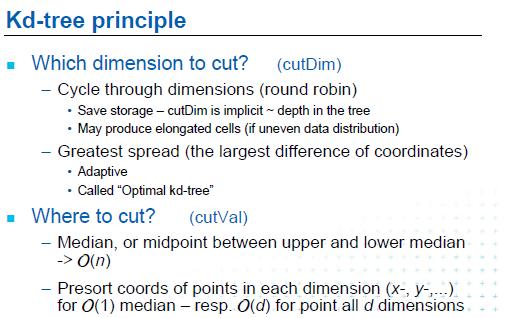 Kd-tree principle
▪ Which dimension to cut? (cutDim)
– Cycle through dimensions (round robin)
• Save storage – cutDim is implicit ~ depth in the tree
• May produce elongated cells (if uneven data distribution)
– Greatest spread (the largest difference of coordinates)
• Adaptive
• Called “Optimal kd-tree”
▪ Where to cut? (cutVal)
– Median, or midpoint between upper and lower median
-> O(n)
– Presort coords of points in each dimension (x-, y-,...)
for O(1) median – resp. O(d) for point all d dimensions